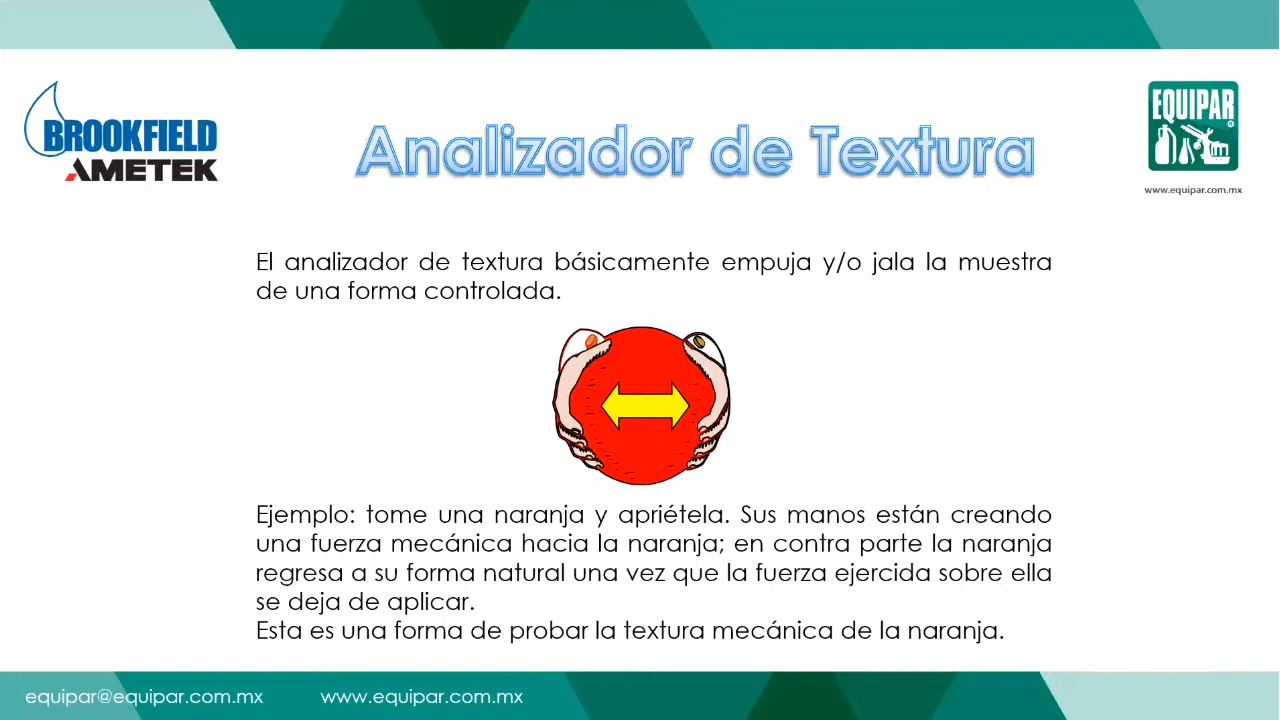 BROOKFIELD
AMETEK
Analizador de Textura
EQUIPAR
www.equipar.com.mx
El analizador de textura básicamente empuja y/o jala la muestra
de una forma controlada.
Ejemplo: tome una naranja y apriétela. Sus manos están creando
una fuerza mecánica hacia la naranja; en contra parte la naranja
regresa a su forma natural una vez que la fuerza ejercida sobre ella
se deja de aplicar.
Esta es una forma de probar la textura mecánica de la naranja.
equipar@equipar.com.mx www.equipar.com.mx